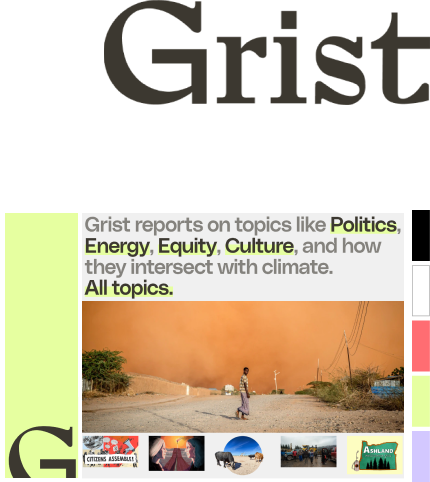 Grist
Grist reports on topics like Politics,
Energy, Equity, Culture, and how
they intersect with climate.
All topics.
G
CITIZENS ASSEMBLE!
ASHLAND